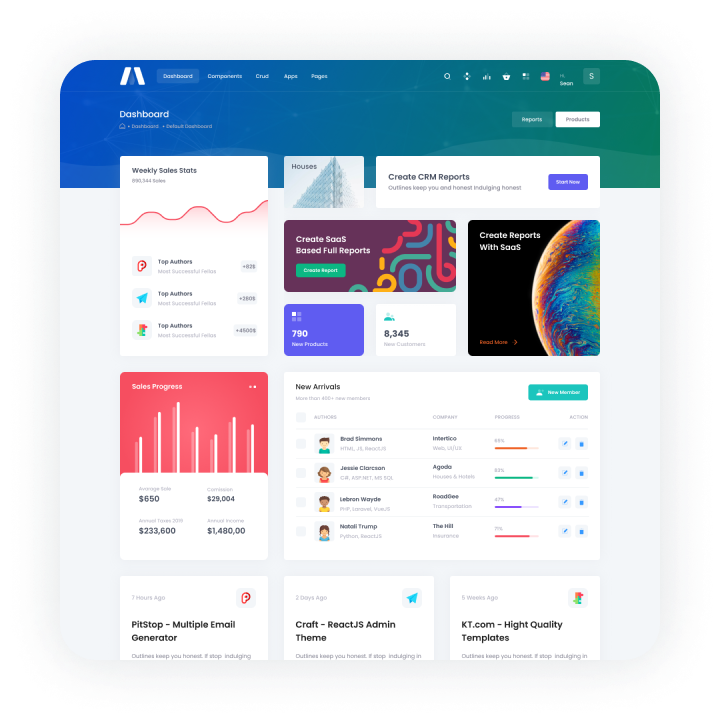 Dashboard Components Crud Apps Pages
Hi,
Sean
S
Dashboard
Dashboard Default Dashboard
Reports Products
Weekly Sales Stats
890,344 Sales
Top Authors
Most Successful Fellas
+82$
Top Authors
Most Successful Fellas
+280$
Top Authors
Most Successful Fellas
+4500$
Houses
Create CRM Reports
Outlines keep you and honest indulging honest
Start Now
Create SaaS
Based Full Reports
Create Report
Create Reports
With SaaS
Read More
790
New Products
8,345
New Customers
Sales Progress
Average Sale
$650
Comission
$29,004
Annual Taxes 2019
$233,600
Annual Income
$1,480,00
New Arrivals
More than 400+ new members
New Member
AUTHORS COMPANY PROGRESS ACTION
Brad Simmons Intertico 65%
HTML, JS, ReactJS Web, UI/UX
Jessie Clarcson Agoda 83%
C#, ASP.NET, MS SQL Houses & Hotels
Lebron Wayde RoadGee 47%
PHP, Laravel, VueJS Transportation
Natali Trump The Hill 71%
Python, ReactJS Insurance
7 Hours Ago
PitStop - Multiple Email
Generator
Outlines keep you honest. If stop indulging
2 Days Ago
Craft - ReactJS Admin
Theme
Outlines keep you honest. If stop indulging in
5 Weeks Ago
KT.com - Hight Quality
Templates
Outlines keep you honest. If stop indulging in